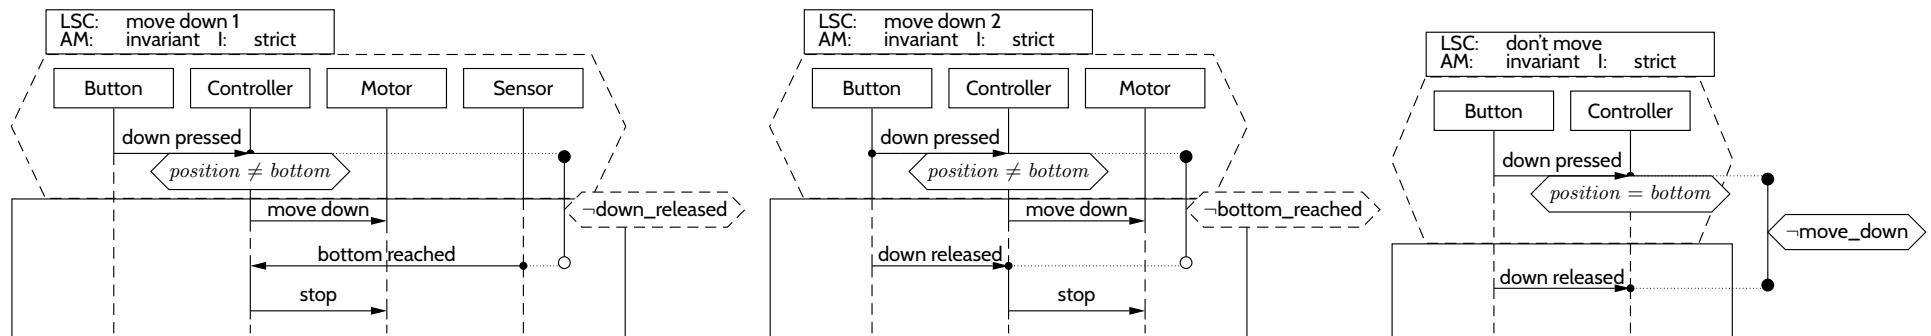 LSC: move down 1
AM: invariant I: strict
Button Controller Motor Sensor
down pressed
position ≠ bottom
¬down_released
move down
bottom reached
stop
LSC: move down 2
AM: invariant I: strict
Button Controller Motor
down pressed
position ≠ bottom
¬bottom_reached
move down
down released
stop
LSC: don't move
AM: invariant I: strict
Button Controller
down pressed
position = bottom
¬move_down
down released